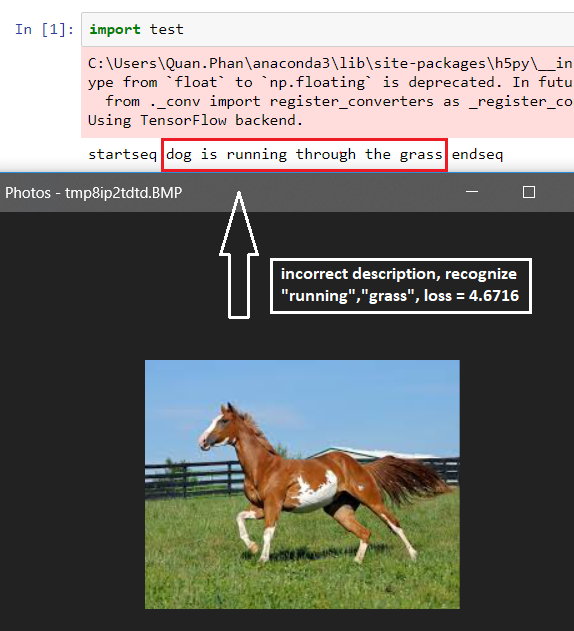 In [1]: import test
C:\Users\Quan.Phan\anaconda3\lib\site-packages\h5py\__in
ype from `float` to `np.floating` is deprecated. In futu
from ._conv import register_converters as _register_co
Using TensorFlow backend.
startseq dog is running through the grass endseq
Photos - tmp8ip2tdtd.BMP
incorrect description, recognize
"running","grass", loss = 4.6716